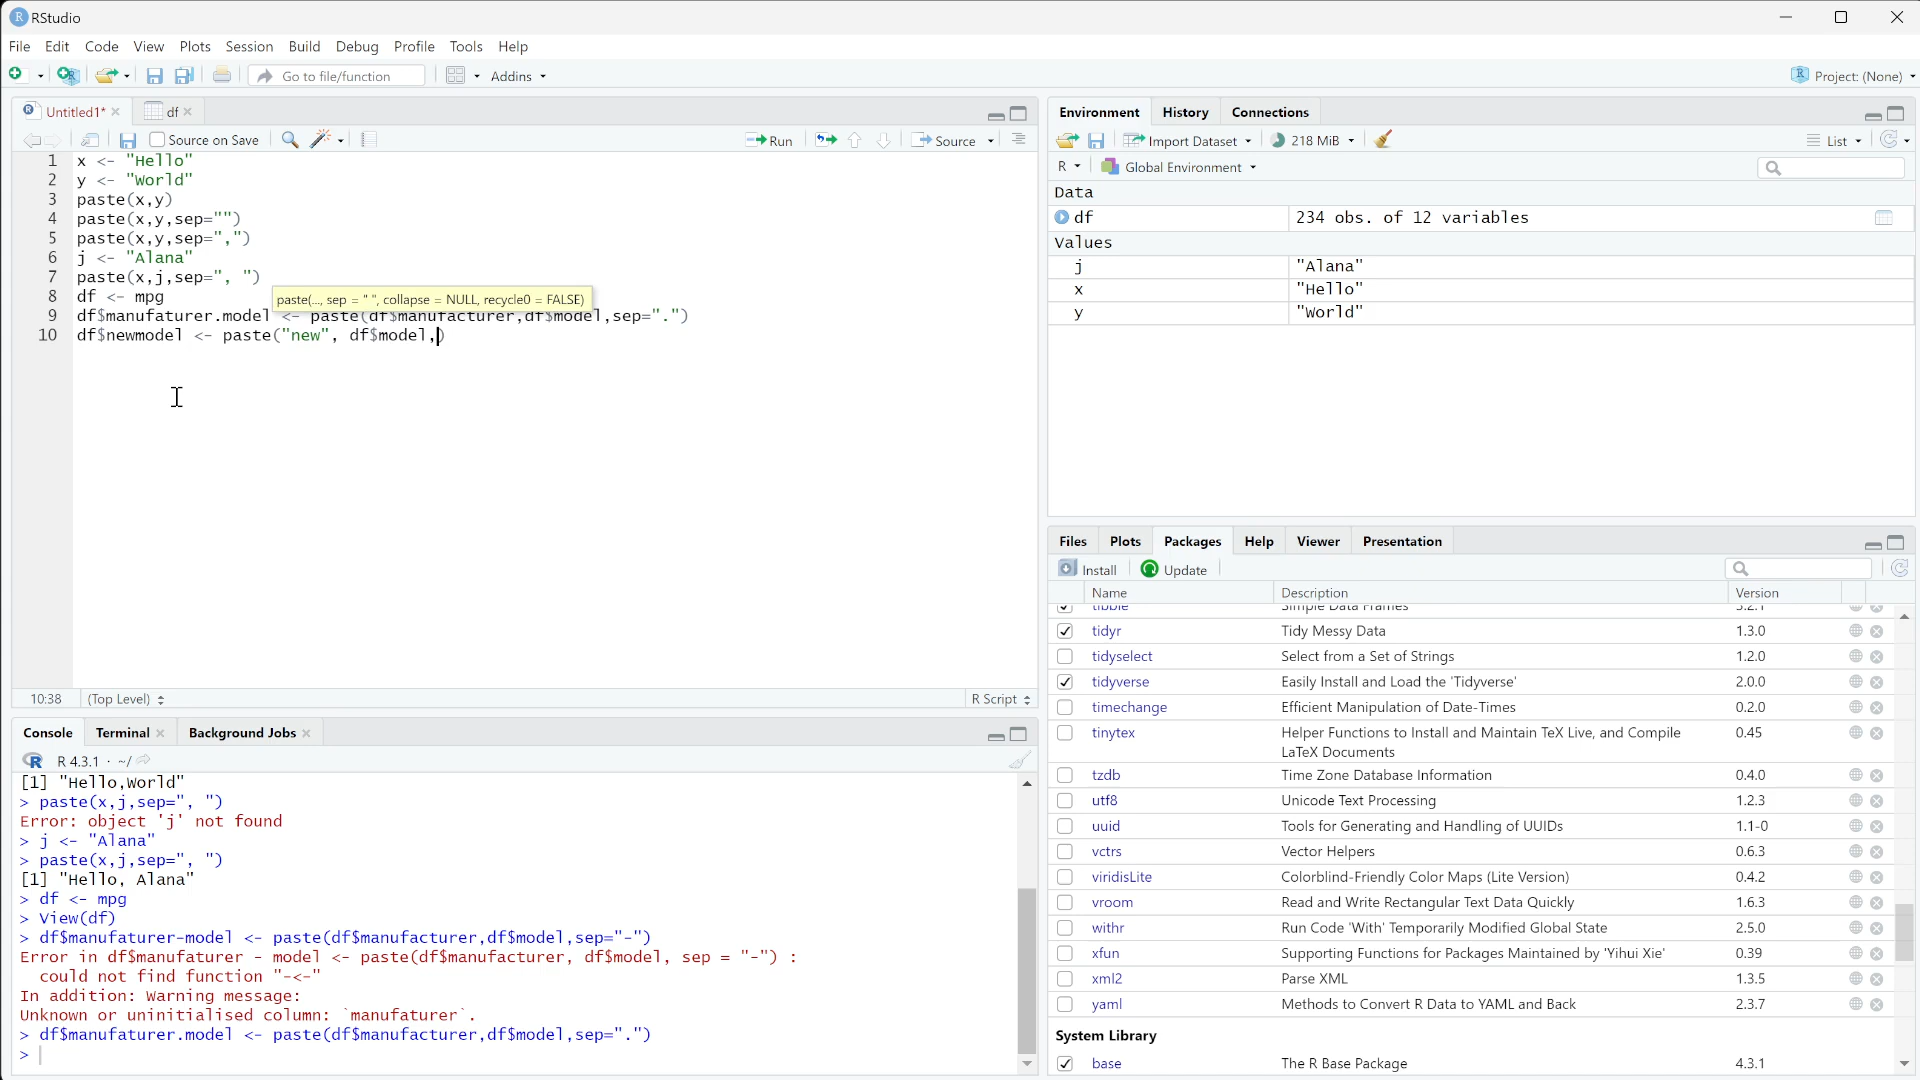 RStudio
File Edit Code View Plots Session Build Debug Profile Tools Help
Go to file/function Addins Project: (None)
Untitled1* df
Source on Save Run Source
1 x <- "Hello"
2 y <- "World"
3 paste(x,y)
4 paste(x,y,sep="")
5 paste(x,y,sep=",")
6 j <- "Alana"
7 paste(x,j,sep=", ")
8 df <- mpg
paste(..., sep = " ", collapse = NULL, recycle0 = FALSE)
9 df$manufaturer.model <- paste(df$manufacturer,df$model,sep=".")
10 df$newmodel <- paste("new", df$model,)
10:38 (Top Level) R Script
Console Terminal Background Jobs
R 4.3.1 · ~/
[1] "Hello,World"
> paste(x,j,sep=", ")
Error: object 'j' not found
> j <- "Alana"
> paste(x,j,sep=", ")
[1] "Hello, Alana"
> df <- mpg
> View(df)
> df$manufaturer-model <- paste(df$manufacturer,df$model,sep="-")
Error in df$manufaturer - model <- paste(df$manufacturer, df$model, sep = "-") :
could not find function "-<-"
In addition: Warning message:
Unknown or uninitialised column: `manufaturer`.
> df$manufaturer.model <- paste(df$manufacturer,df$model,sep=".")
>
Environment History Connections
Import Dataset 218 MiB List
R Global Environment
Data
df 234 obs. of 12 variables
Values
j "Alana"
x "Hello"
y "World"
Files Plots Packages Help Viewer Presentation
Install Update
Name Description Version
tibble Simple Data Frames 3.2.1
tidyr Tidy Messy Data 1.3.0
tidyselect Select from a Set of Strings 1.2.0
tidyverse Easily Install and Load the 'Tidyverse' 2.0.0
timechange Efficient Manipulation of Date-Times 0.2.0
tinytex Helper Functions to Install and Maintain TeX Live, and Compile 0.45
LaTeX Documents
tzdb Time Zone Database Information 0.4.0
utf8 Unicode Text Processing 1.2.3
uuid Tools for Generating and Handling of UUIDs 1.1-0
vctrs Vector Helpers 0.6.3
viridisLite Colorblind-Friendly Color Maps (Lite Version) 0.4.2
vroom Read and Write Rectangular Text Data Quickly 1.6.3
withr Run Code 'With' Temporarily Modified Global State 2.5.0
xfun Supporting Functions for Packages Maintained by 'Yihui Xie' 0.39
xml2 Parse XML 1.3.5
yaml Methods to Convert R Data to YAML and Back 2.3.7
System Library
base The R Base Package 4.3.1